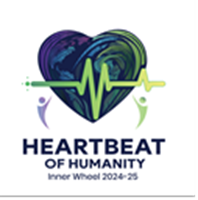 HEARTBEAT
OF HUMANITY
Inner Wheel 2024-25